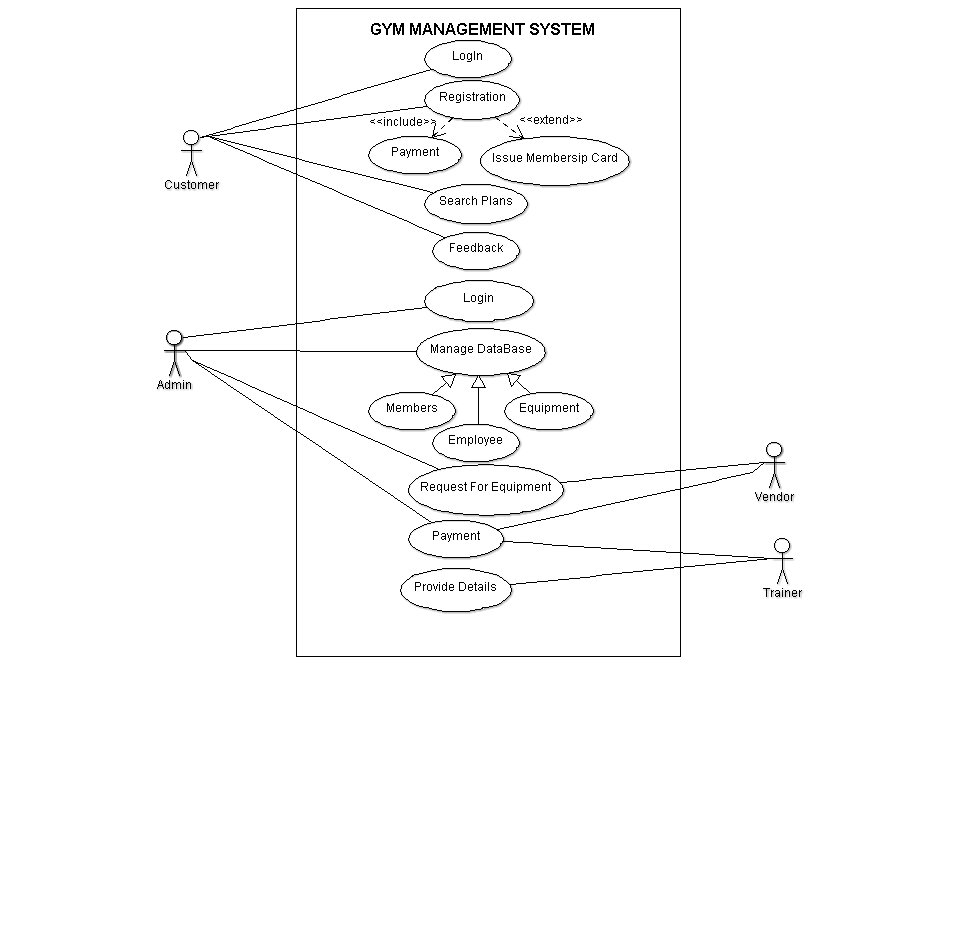 GYM MANAGEMENT SYSTEM
LogIn
Registration
<<include>>
<<extend>>
Payment
Issue Membersip Card
Customer
Search Plans
Feedback
Login
Manage DataBase
Admin
Members
Equipment
Employee
Request For Equipment
Vendor
Payment
Provide Details
Trainer